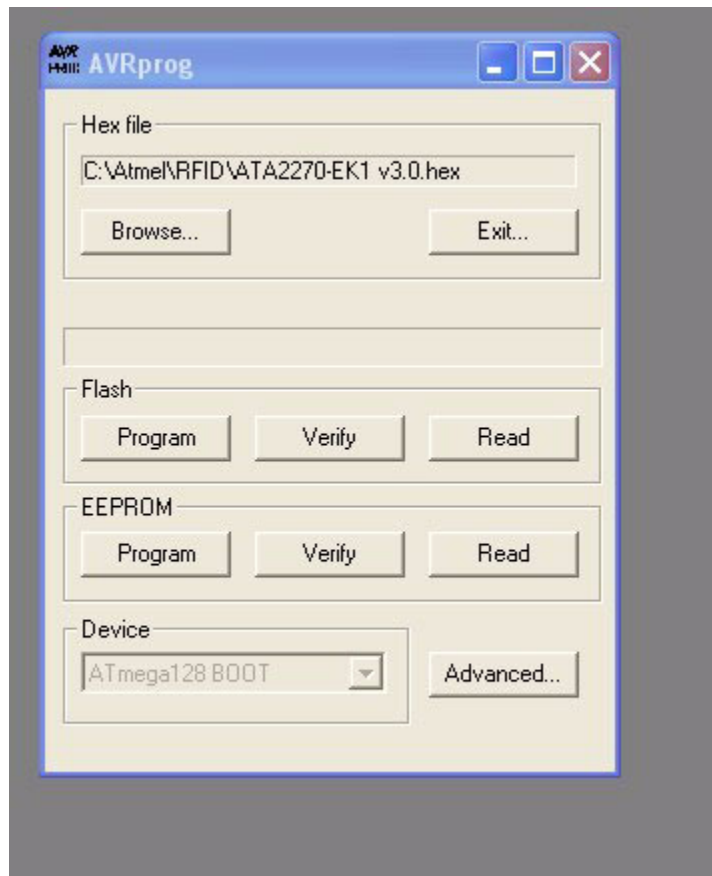 AVR
AVRprog
Hex file
C:\Atmel\RFID\ATA2270-EK1 v3.0.hex
Browse... Exit...
Flash
Program Verify Read
EEPROM
Program Verify Read
Device
ATmega128 BOOT Advanced...